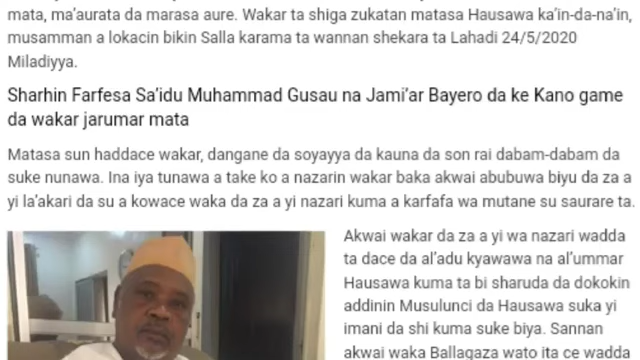 mata, ma'aurata da marasa aure. Wakar ta shiga zukatan matasa Hausawa ka'in-da-na'in,
musamman a lokacin bikin Salla karama ta wannan shekara ta Lahadi 24/5/2020
Miladiyya.
Sharhin Farfesa Sa'idu Muhammad Gusau na Jami'ar Bayero da ke Kano game
da wakar jarumar mata
Matasa sun haddace wakar, dangane da soyayya da kauna da son rai dabam-dabam da
suke nunawa. Ina iya tunawa a take ko a nazarin wakar baka akwai abubuwa biyu da za a
yi la'akari da su a kowace waka da za a yi nazari kuma a karfafa wa mutane su saurare ta.
Akwai wakar da za a yi wa nazari wadda
ta dace da al'adu kyawawa na al'ummar
Hausawa kuma ta bi sharuda da dokokin
addinin Musulunci da Hausawa suka yi
imani da shi kuma suke biya. Sannan
akwai waka Ballagaza wato ita ce wadda